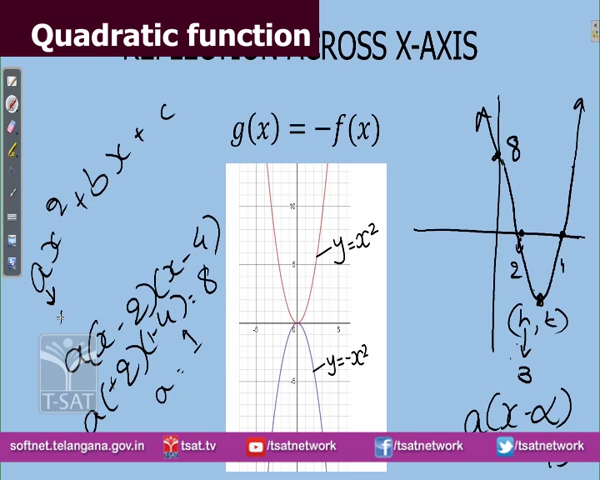 Quadratic function
REFLECTION ACROSS X-AXIS
g(x) = −f(x)
ax² + bx + c
a(x-2)(x-4)
a(-2)(-4) = 8
a = 1
10
5
-5
5
-5
y=x²
y=-x²
8
2
(h, k)
3
a(x-α)
T-SAT
softnet.telangana.gov.in
tsat.tv
tsatnetwork
tsatnetwork
tsatnetwork